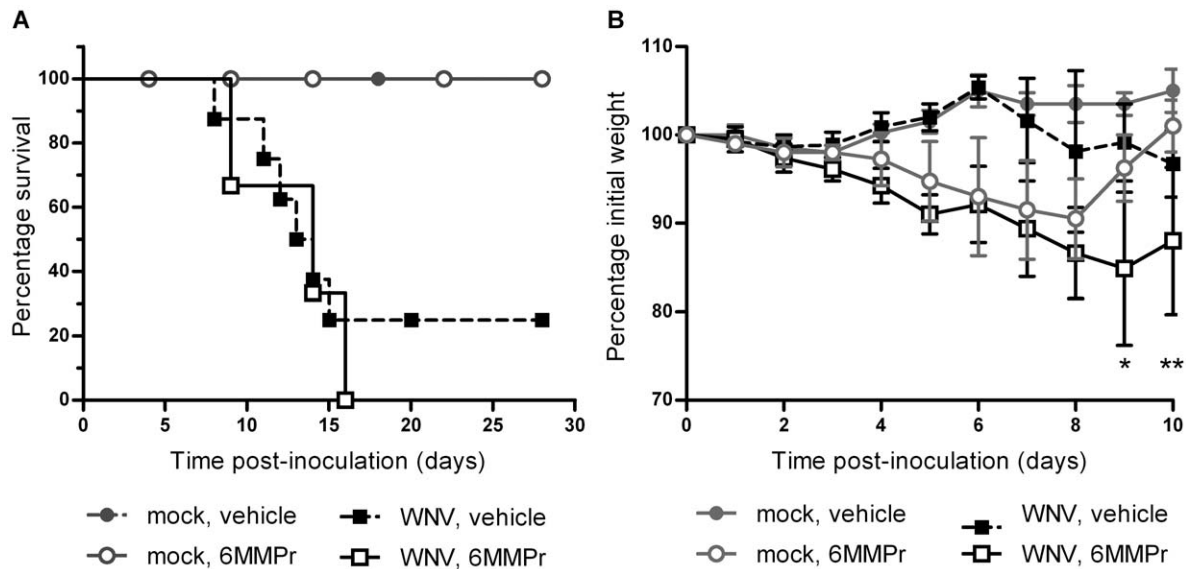 A
Percentage survival
100
80
60
40
20
0
0 5 10 15 20 25 30
Time post-inoculation (days)
mock, vehicle
WNV, vehicle
mock, 6MMPr
WNV, 6MMPr
B
Percentage initial weight
110
100
90
80
70
* **
0 2 4 6 8 10
Time post-inoculation (days)
mock, vehicle
WNV, vehicle
mock, 6MMPr
WNV, 6MMPr